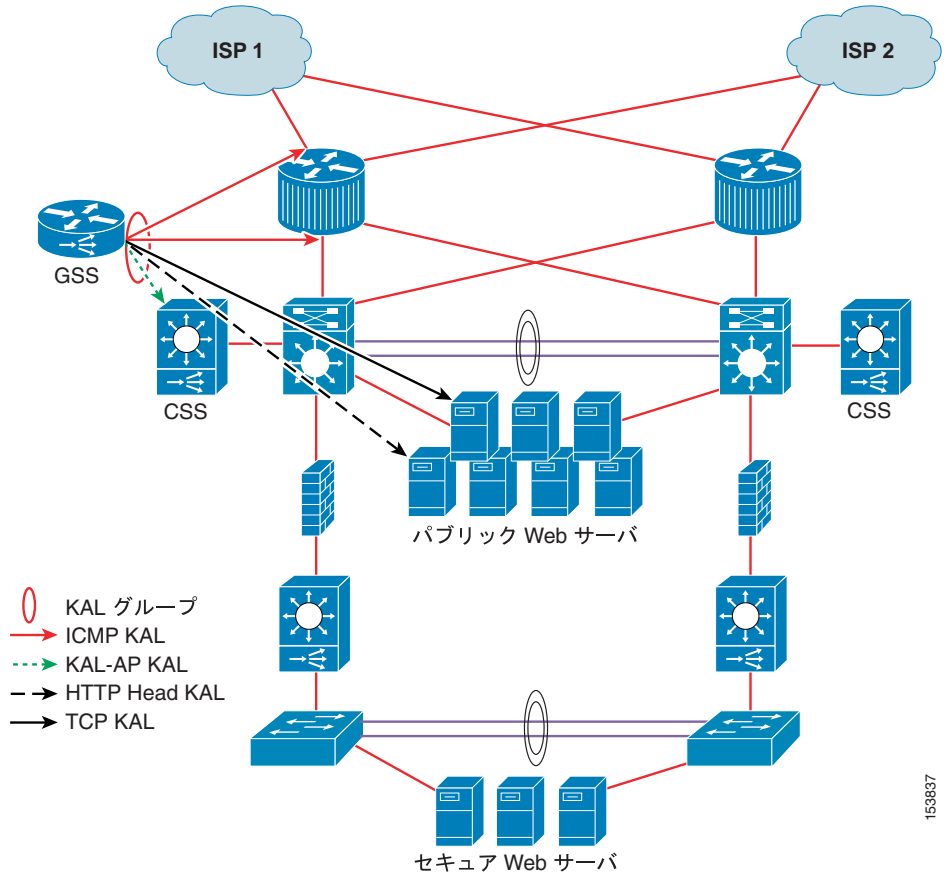 ISP 1
ISP 2
GSS
CSS
CSS
パブリック Web サーバ
KAL グループ
ICMP KAL
KAL-AP KAL
HTTP Head KAL
TCP KAL
セキュア Web サーバ
153837